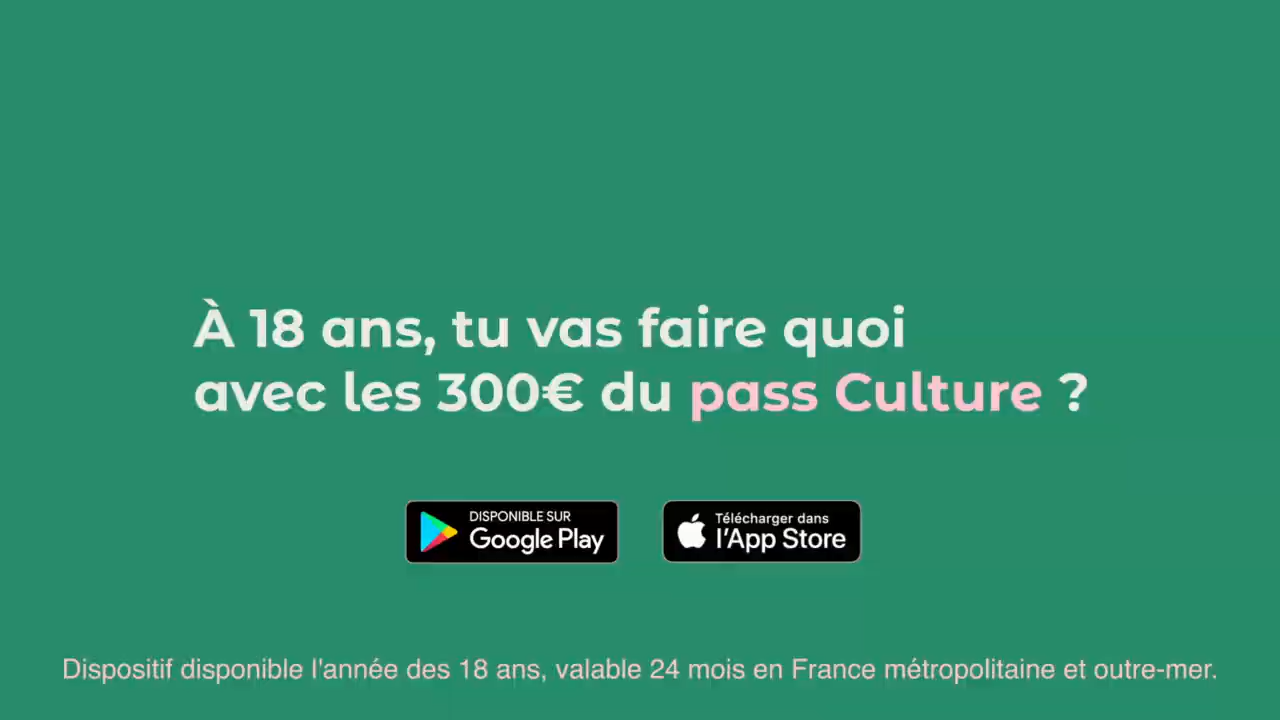 À 18 ans, tu vas faire quoi
avec les 300€ du pass Culture ?
DISPONIBLE SUR
Google Play
Télécharger dans
l'App Store
Dispositif disponible l'année des 18 ans, valable 24 mois en France métropolitaine et outre-mer.